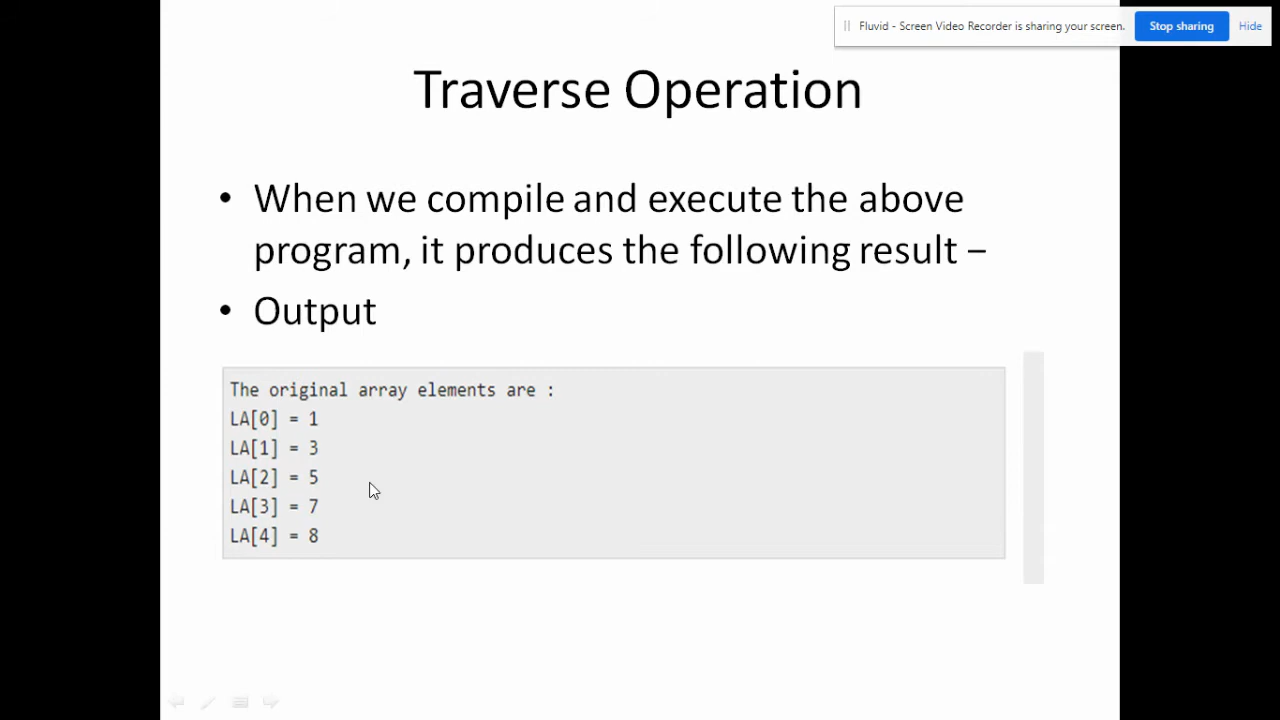 Fluvid - Screen Video Recorder is sharing your screen.
Stop sharing
Hide
Traverse Operation
• When we compile and execute the above
program, it produces the following result −
• Output
The original array elements are :
LA[0] = 1
LA[1] = 3
LA[2] = 5
LA[3] = 7
LA[4] = 8